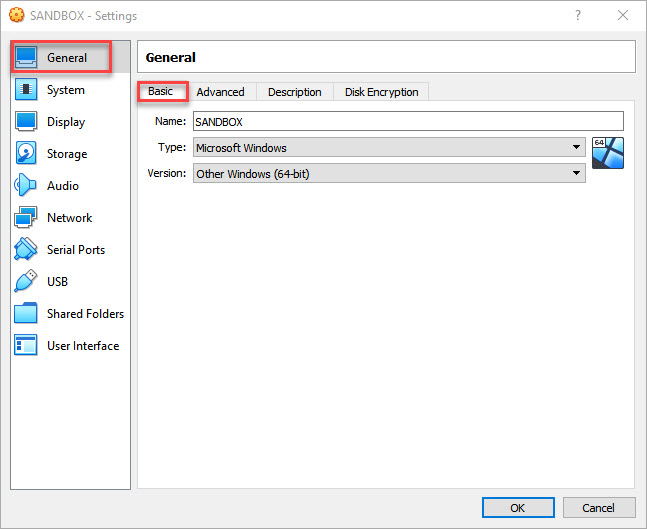 SANDBOX - Settings ?
General
System
Display
Storage
Audio
Network
Serial Ports
USB
Shared Folders
User Interface
General
Basic Advanced Description Disk Encryption
Name: SANDBOX
Type: Microsoft Windows 64
Version: Other Windows (64-bit)
OK Cancel